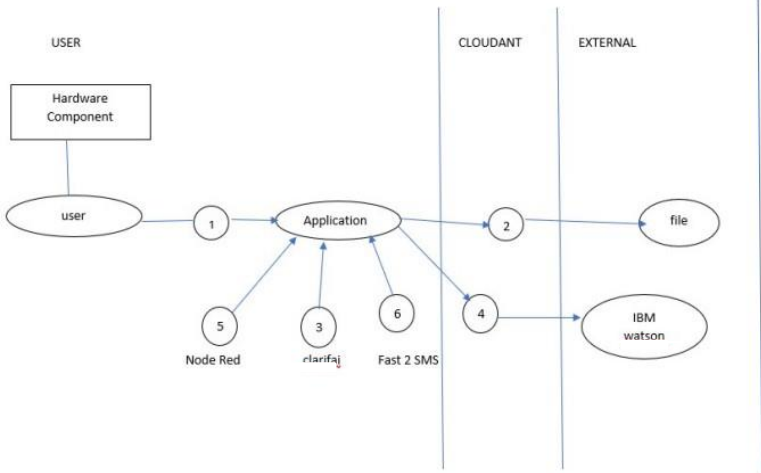 USER
CLOUDANT
EXTERNAL
Hardware
Component
user
1
Application
2
file
5
3
6
4
IBM
watson
Node Red
clarifai
Fast 2 SMS